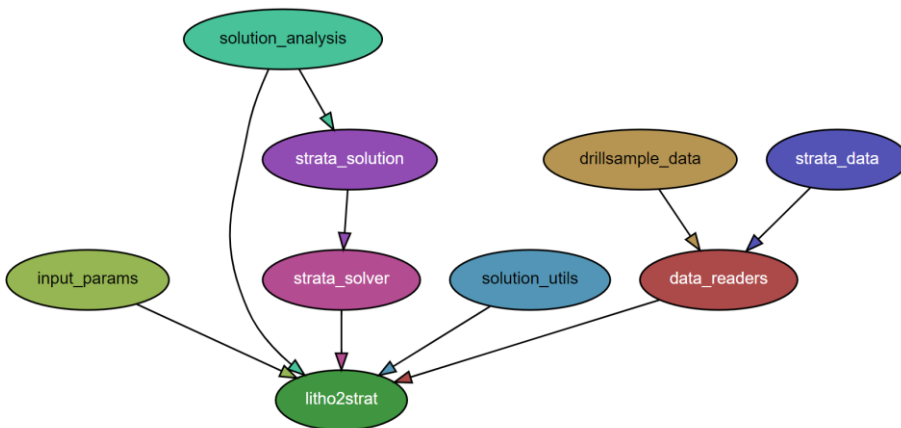 solution_analysis
strata_solution
drillsample_data
strata_data
input_params
strata_solver
solution_utils
data_readers
litho2strat